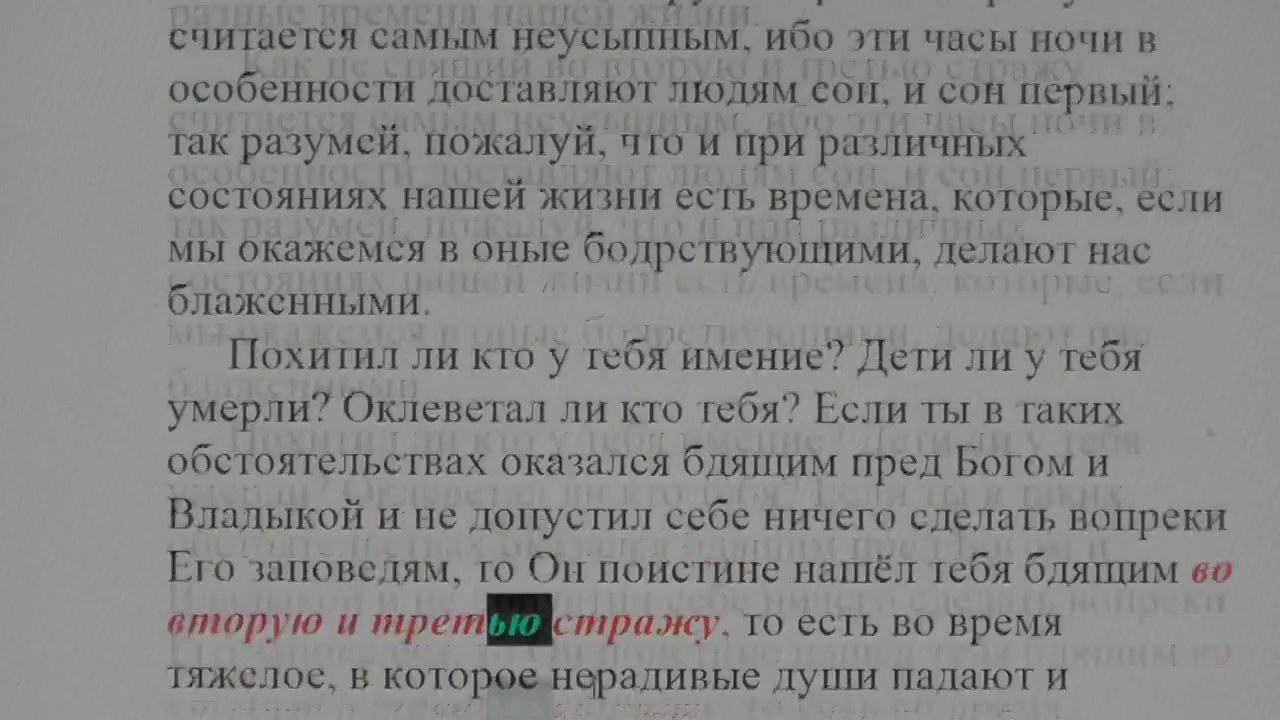 считается самым неусыпным, ибо эти часы ночи в
особенности доставляют людям сон, и сон первый;
так разумей, пожалуй, что и при различных
состояниях нашей жизни есть времена, которые, если
мы окажемся в оные бодрствующими, делают нас
блаженными.
Похитил ли кто у тебя имение? Дети ли у тебя
умерли? Оклеветал ли кто тебя? Если ты в таких
обстоятельствах оказался бдящим пред Богом и
Владыкой и не допустил себе ничего сделать вопреки
Его заповедям, то Он поистине нашёл тебя бдящим во
вторую и третью стражу, то есть во время
тяжелое, в которое нерадивые души падают и